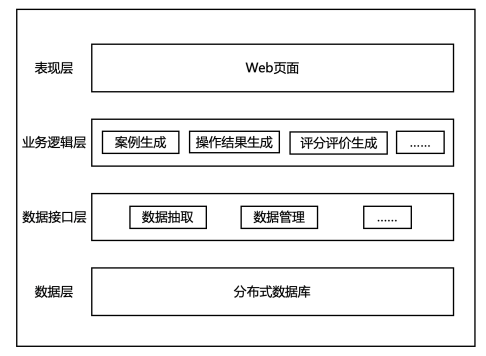 表现层 Web页面
业务逻辑层 案例生成 操作结果生成 评分评价生成 ......
数据接口层 数据抽取 数据管理 ......
数据层 分布式数据库